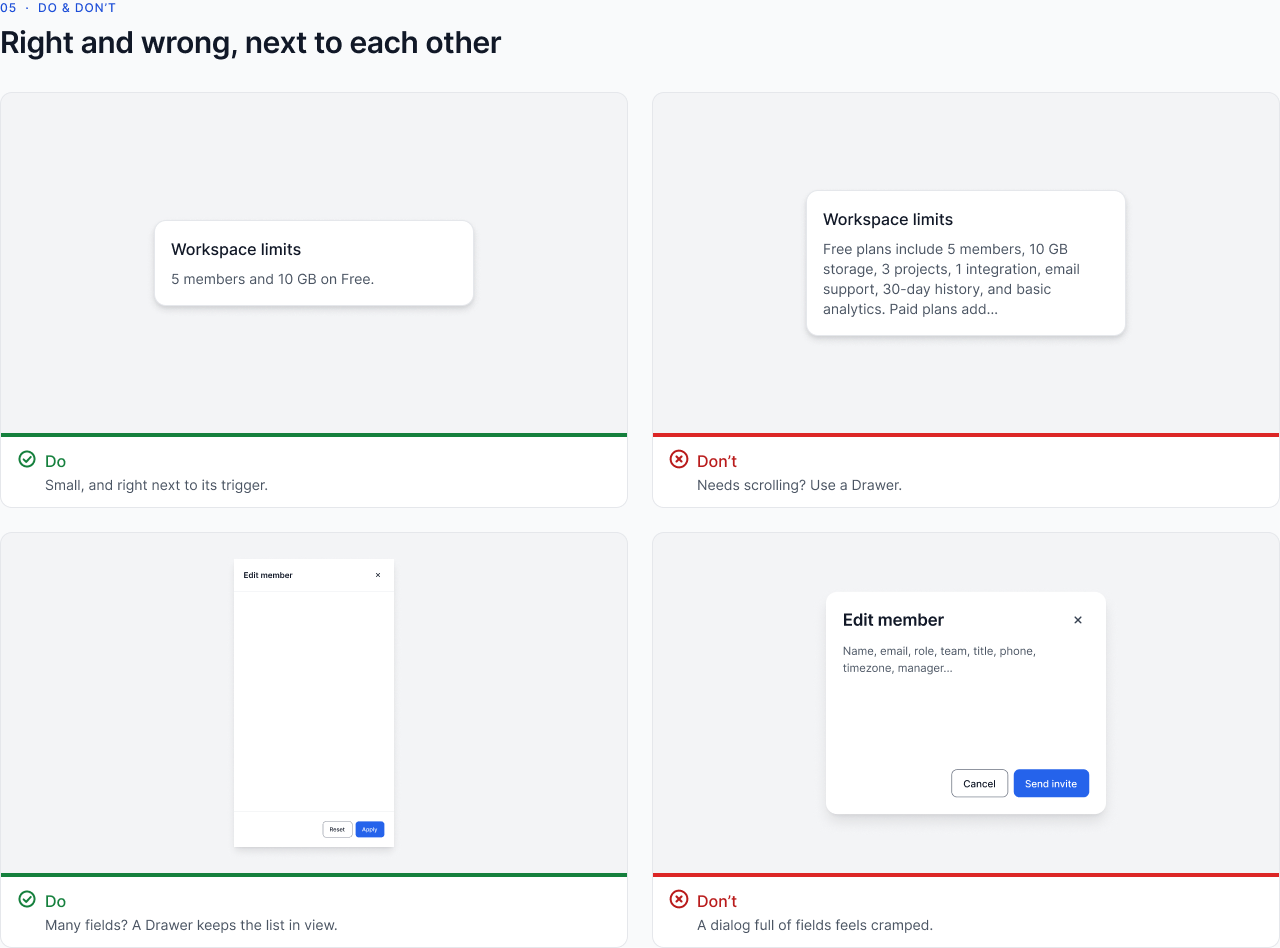 05 · DO & DON’T
Right and wrong, next to each other
Workspace limits
5 members and 10 GB on Free.
Do
Small, and right next to its trigger.
Workspace limits
Free plans include 5 members, 10 GB
storage, 3 projects, 1 integration, email
support, 30-day history, and basic
analytics. Paid plans add…
Don’t
Needs scrolling? Use a Drawer.
Edit member
Reset
Apply
Do
Many fields? A Drawer keeps the list in view.
Edit member
Name, email, role, team, title, phone,
timezone, manager…
Cancel
Send invite
Don’t
A dialog full of fields feels cramped.